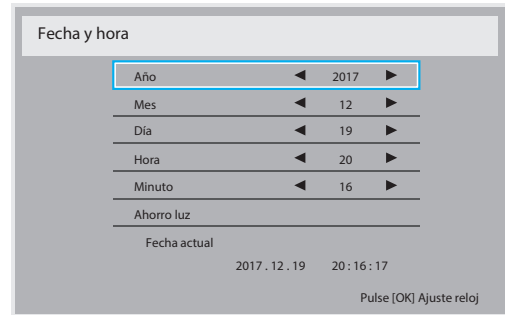 Fecha y hora
Año ◀ 2017 ▶
Mes ◀ 12 ▶
Día ◀ 19 ▶
Hora ◀ 20 ▶
Minuto ◀ 16 ▶
Ahorro luz
Fecha actual
2017 . 12 . 19 20 : 16 : 17
Pulse [OK] Ajuste reloj